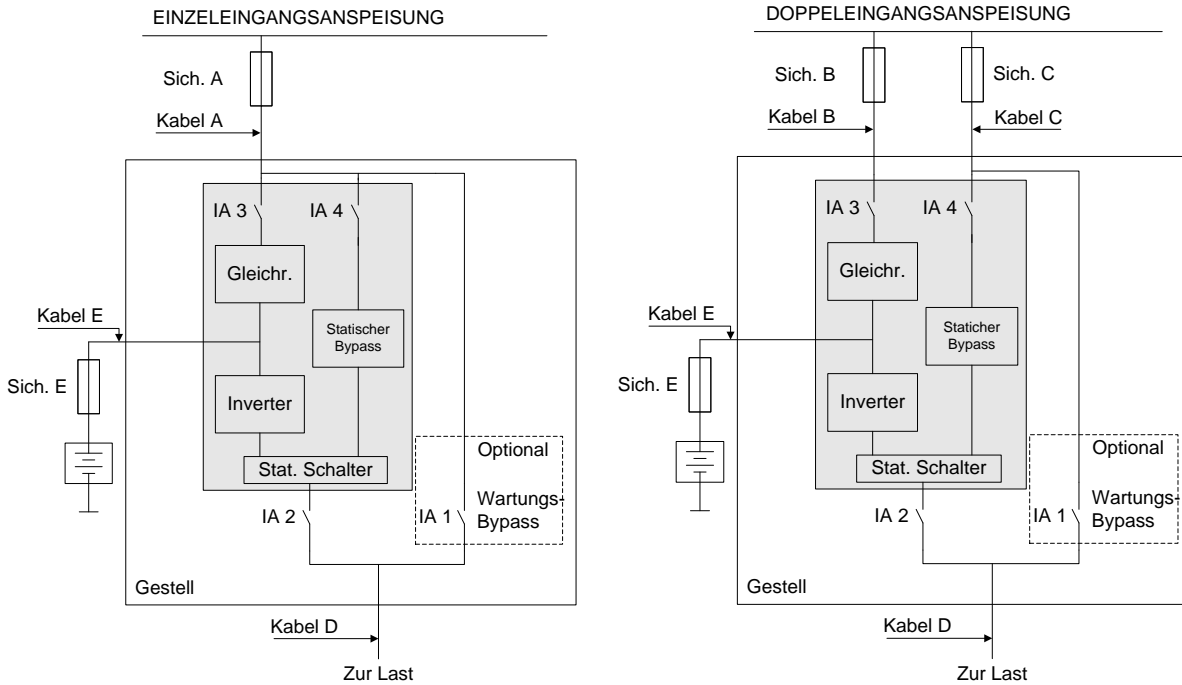 EINZELEINGANGSANSPEISUNG
Sich. A
Kabel A
IA 3
IA 4
Gleichr.
Kabel E
Statischer
Bypass
Sich. E
Inverter
Optional
Stat. Schalter
Wartungs-
Bypass
IA 2
IA 1
Gestell
Kabel D
Zur Last
DOPPELEINGANGSANSPEISUNG
Sich. B
Sich. C
Kabel B
Kabel C
IA 3
IA 4
Gleichr.
Kabel E
Staticher
Bypass
Sich. E
Inverter
Optional
Stat. Schalter
Wartungs-
Bypass
IA 2
IA 1
Gestell
Kabel D
Zur Last